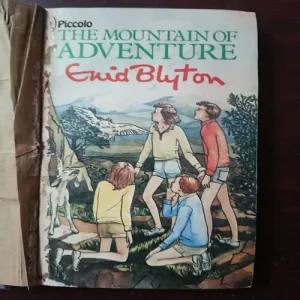 Piccolo
THE MOUNTAIN OF
ADVENTURE
Enid Blyton